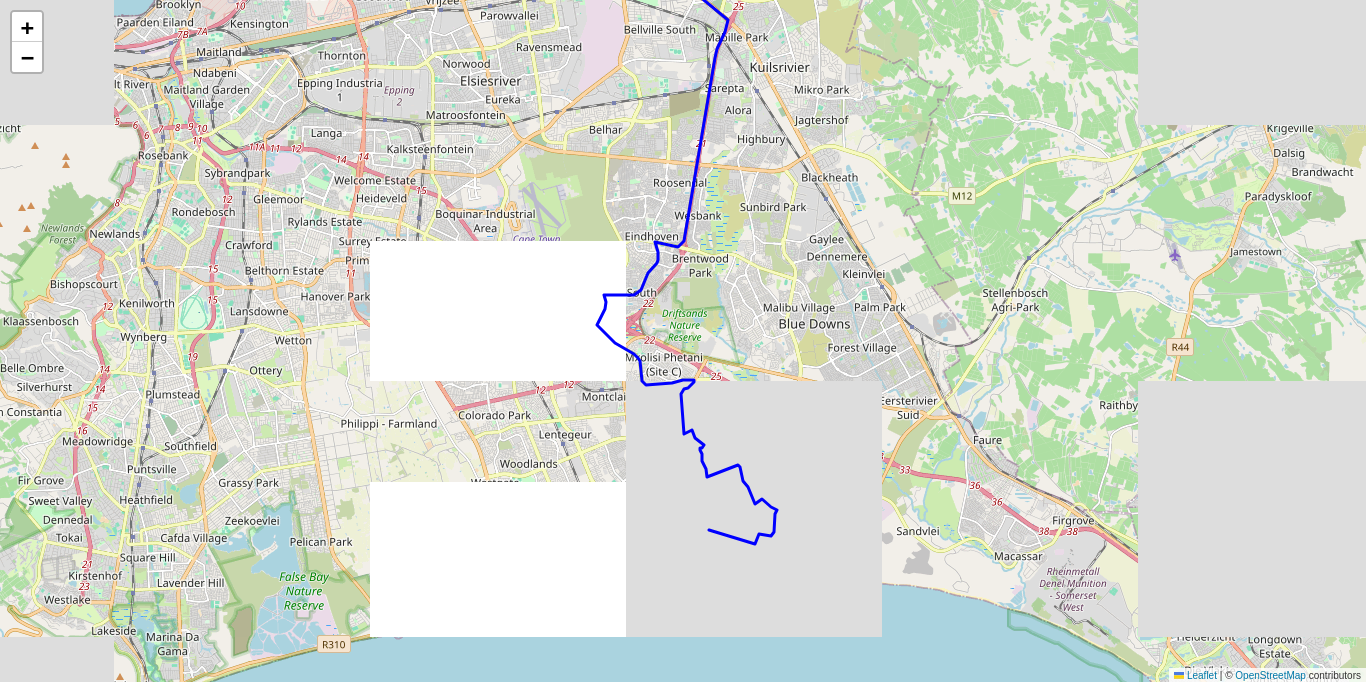 +
−
Brooklyn
Paarden Eiland
Kensington
Vrijzee
Parowvallei
Bellville South
25
Mabille Park
7B
7A
Maitland
Thornton
Ravensmead
Kuilsrivier
Ndabeni
Norwood
Elsiesriver
lt River
Maitland Garden
Village
Epping Industria
1
Epping
2
Eureka
Sarepta
Mikro Park
Matroosfontein
Alora
Jagtershof
zicht
5
6
7
8
9
10
11
Langa
Belhar
Highbury
Krigeville
Rosebank
11A
11
14
14
Kalksteenfontein
21
Dalsig
Sybrandpark
Welcome Estate
15
Roosendal
Blackheath
Brandwacht
8
Gleemoor
Heideveld
M12
Paradyskloof
Rondebosch
Rylands Estate
Boquinar Industrial
Area
Wesbank
Sunbird Park
Newlands
Forest
Newlands
Crawford
Surrey Estate
Cape Town
Eindhoven
Gaylee
Dennemere
Jamestown
Belthorn Estate
Prim
Brentwood
Park
Kleinvlei
Bishopscourt
Hanover Park
South
22
Stellenbosch
Agri-Park
Kenilworth
12
Lansdowne
Driftsands
Nature
Reserve
Malibu Village
Palm Park
Klaassenbosch
Wynberg
Wetton
22
Blue Downs
R44
Forest Village
Belle Ombre
Ottery
Mxolisi Phetani
(Site C)
25
Silverhurst
Plumstead
12
12
Montclai
Eersterivier
Suid
Raithby
n Constantia
15
14
Colorado Park
Philippi - Farmland
Meadowridge
Southfield
Lentegeur
Faure
Puntsville
Woodlands
33
Fir Grove
Grassy Park
Westgate
36
Sweet Valley
Heathfield
36
Dennedal
Zeekoevlei
Firgrove
Tokai
Cafda Village
Pelican Park
Sandvlei
38
38
Square Hill
Macassar
21
Kirstenhof
23
Lavender Hill
False Bay
Nature
Reserve
Rheinmetall
Denel Munition
- Somerset
West
Westlake
Lakeside
Marina Da
Gama
R310
Helderzicht
Longdown
Estate
Leaflet | © OpenStreetMap contributors